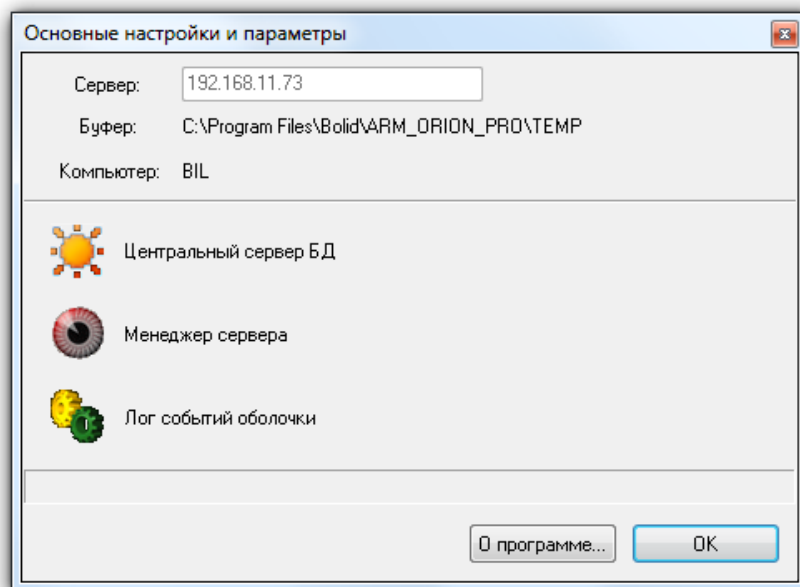 Основные настройки и параметры
Сервер: 192.168.11.73
Буфер: C:\Program Files\Bolid\ARM_ORION_PRO\TEMP
Компьютер: BIL
Центральный сервер БД
Менеджер сервера
Лог событий оболочки
О программе... OK